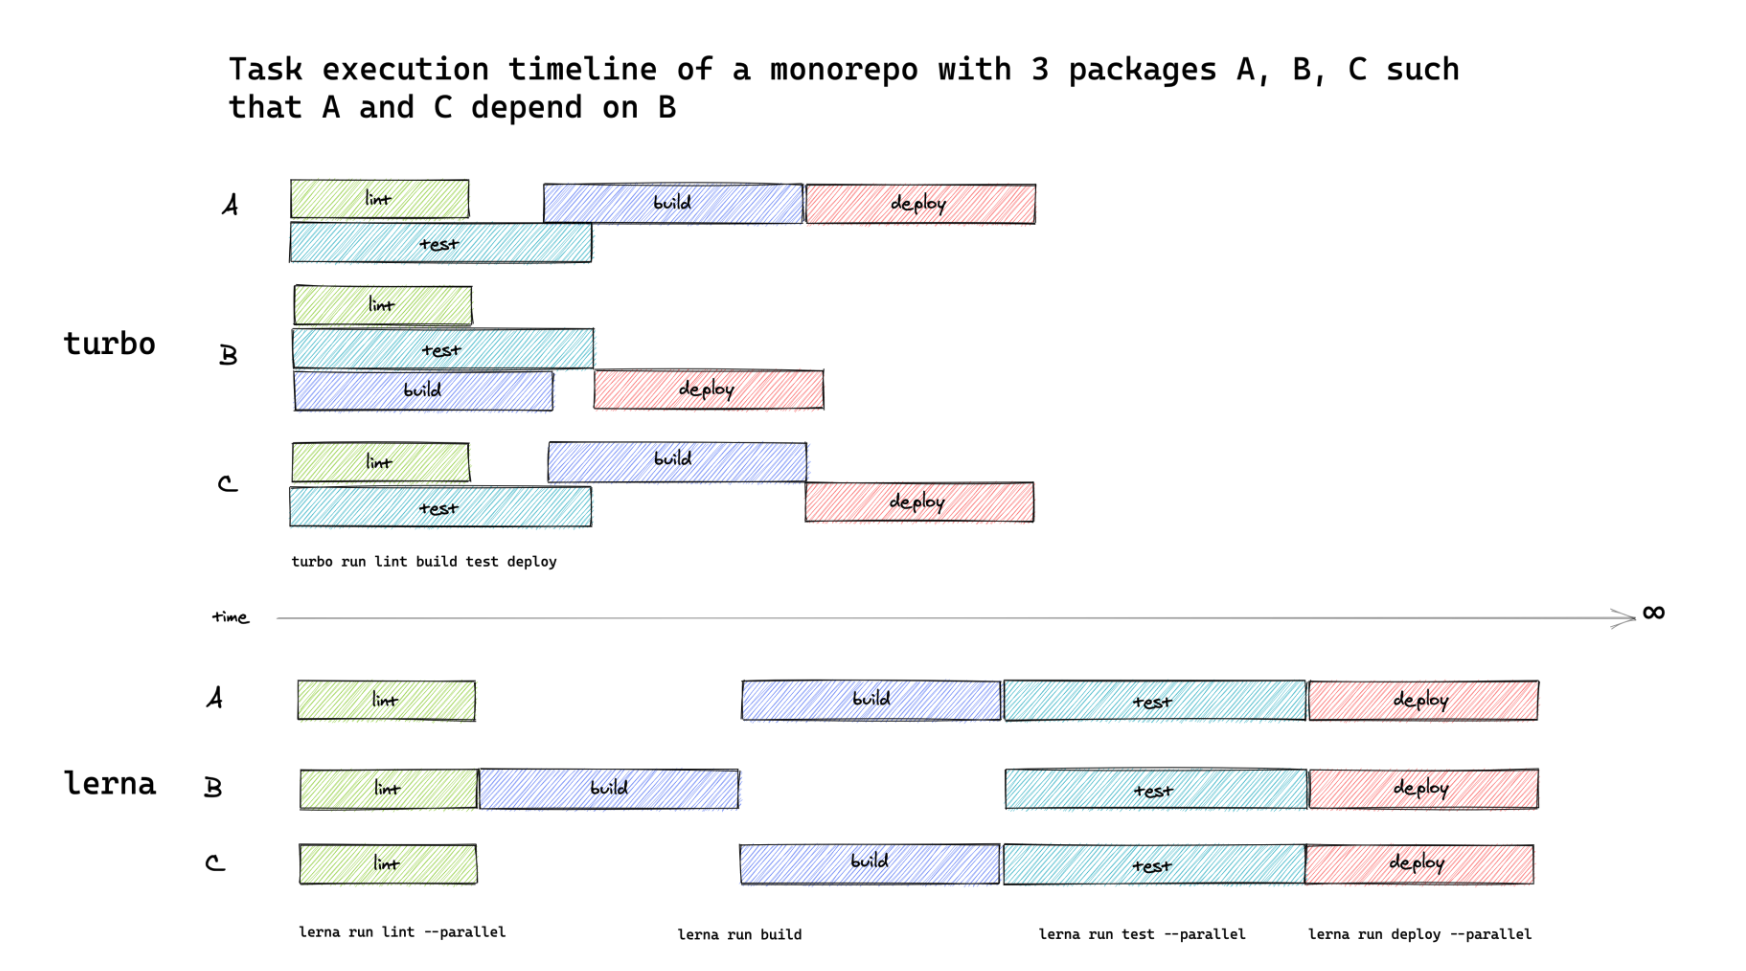 Task execution timeline of a monorepo with 3 packages A, B, C such
that A and C depend on B
A
lint
build
deploy
test
turbo
B
lint
test
build
deploy
C
lint
build
test
deploy
turbo run lint build test deploy
time
∞
A
lint
build
test
deploy
lerna
B
lint
build
test
deploy
C
lint
build
test
deploy
lerna run lint --parallel
lerna run build
lerna run test --parallel
lerna run deploy --parallel